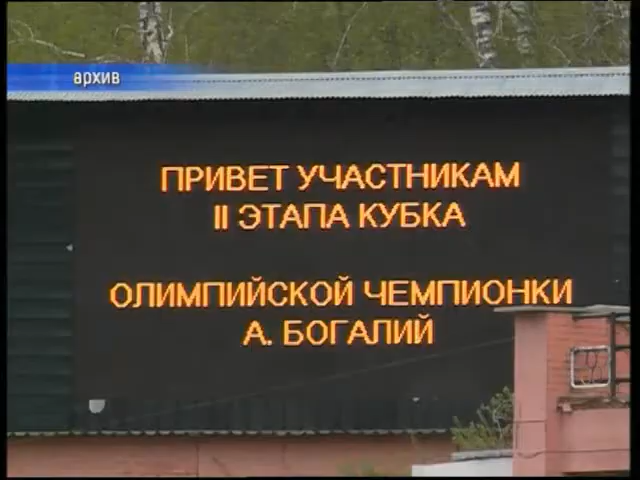 архив
ПРИВЕТ УЧАСТНИКАМ
II ЭТАПА КУБКА
ОЛИМПИЙСКОЙ ЧЕМПИОНКИ
А. БОГАЛИЙ